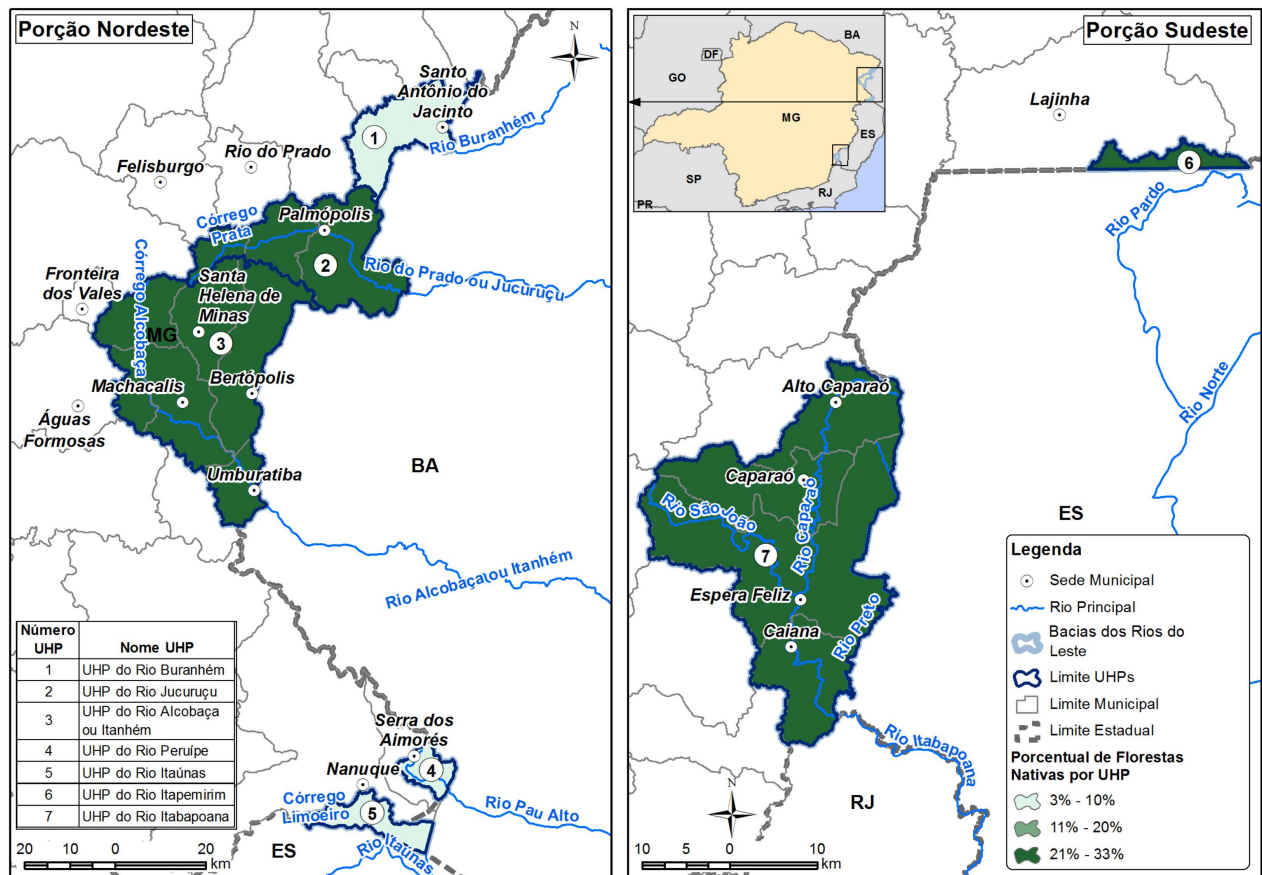 Porção Nordeste
N
Santo
Antônio do
Jacinto
1
Rio Buranhém
Rio do Prado
Felisburgo
Palmópolis
Córrego
Prata
2
Rio do Prado ou Jucuruçu
Fronteira
dos Vales
Córrego Alcobaça
Santa
Helena de
Minas
MG
3
Machacalis
Bertópolis
Águas
Formosas
BA
Umburatiba
Rio Alcobaça ou Itanhém
Número UHP | Nome UHP
1 | UHP do Rio Buranhém
2 | UHP do Rio Jucuruçu
3 | UHP do Rio Alcobaça
ou Itanhém
4 | UHP do Rio Peruípe
5 | UHP do Rio Itaúnas
6 | UHP do Rio Itapemirim
7 | UHP do Rio Itabapoana
Serra dos
Aimorés
Nanuque
4
Córrego
Limoeiro
5
Rio Pau Alto
Rio Itaúnas
ES
20 10 0 20
km
Porção Sudeste
BA
DF
GO
MG
ES
SP
RJ
PR
Lajinha
6
Rio Pardo
Rio Norte
Alto Caparaó
Caparaó
Rio São João
Rio Caparaó
7
Espera Feliz
Rio Preto
Caiana
ES
Rio Itabapoana
RJ
N
10 5 0 10
km
Legenda
Sede Municipal
Rio Principal
Bacias dos Rios do
Leste
Limite UHPs
Limite Municipal
Limite Estadual
Porcentual de Florestas
Nativas por UHP
3% - 10%
11% - 20%
21% - 33%